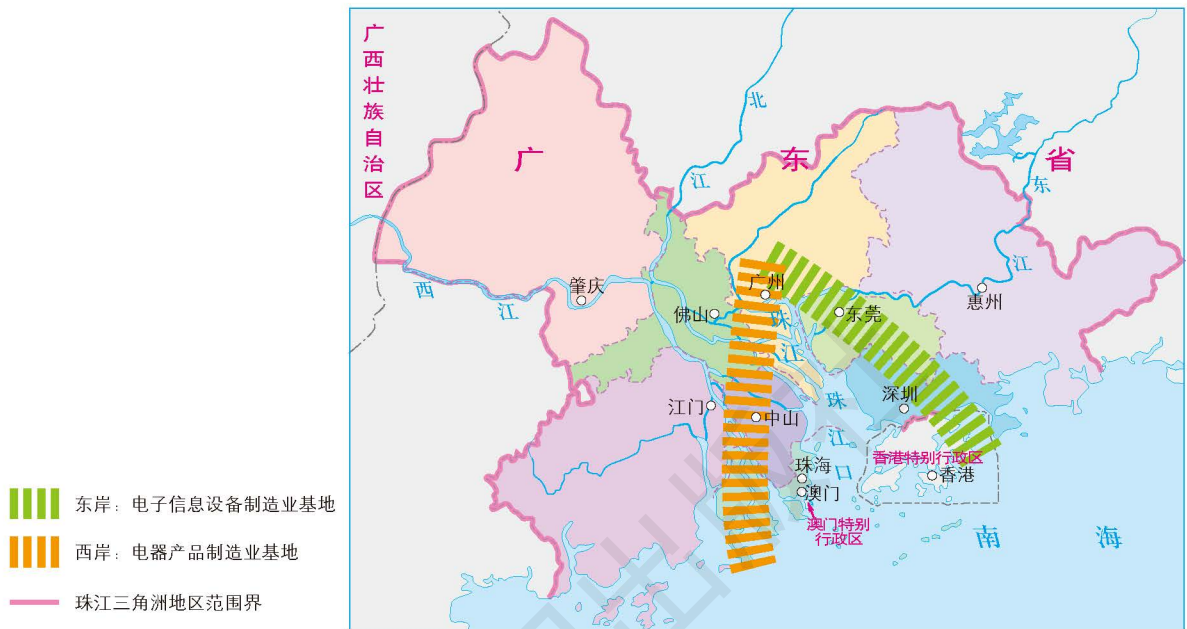 广西壮族自治区
广
东
省
北
江
东
江
西
江
肇庆
广州
佛山
珠
江
东莞
惠州
江门
中山
深圳
珠
江
口
珠海
澳门
澳门特别
行政区
香港特别行政区
香港
南
海
东岸：电子信息设备制造业基地
西岸：电器产品制造业基地
珠江三角洲地区范围界